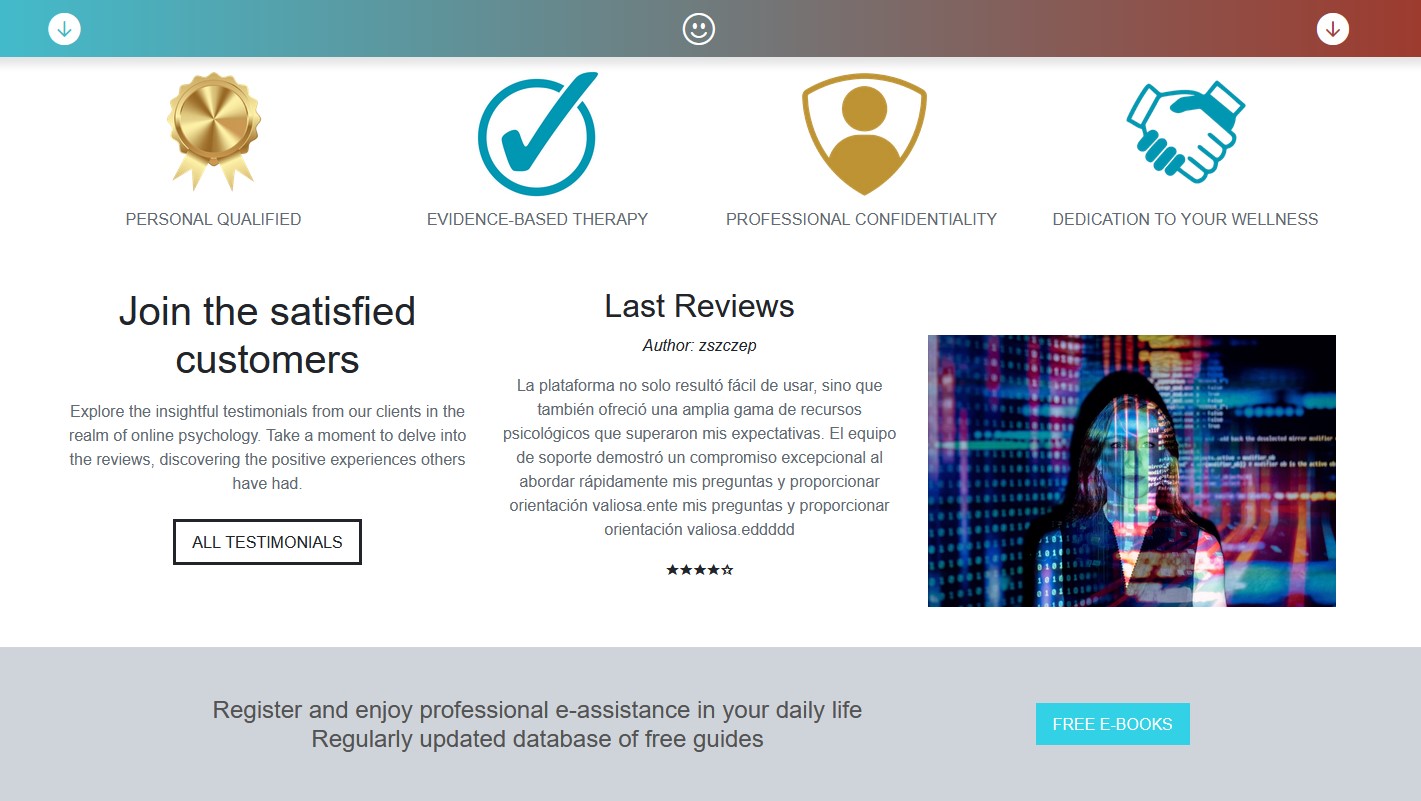 PERSONAL QUALIFIED
EVIDENCE-BASED THERAPY
PROFESSIONAL CONFIDENTIALITY
DEDICATION TO YOUR WELLNESS
Join the satisfied
customers
Explore the insightful testimonials from our clients in the
realm of online psychology. Take a moment to delve into
the reviews, discovering the positive experiences others
have had.
ALL TESTIMONIALS
Last Reviews
Author: zszczep
La plataforma no solo resultó fácil de usar, sino que
también ofreció una amplia gama de recursos
psicológicos que superaron mis expectativas. El equipo
de soporte demostró un compromiso excepcional al
abordar rápidamente mis preguntas y proporcionar
orientación valiosa.ente mis preguntas y proporcionar
orientación valiosa.eddddd
★★★★☆
Register and enjoy professional e-assistance in your daily life
Regularly updated database of free guides
FREE E-BOOKS